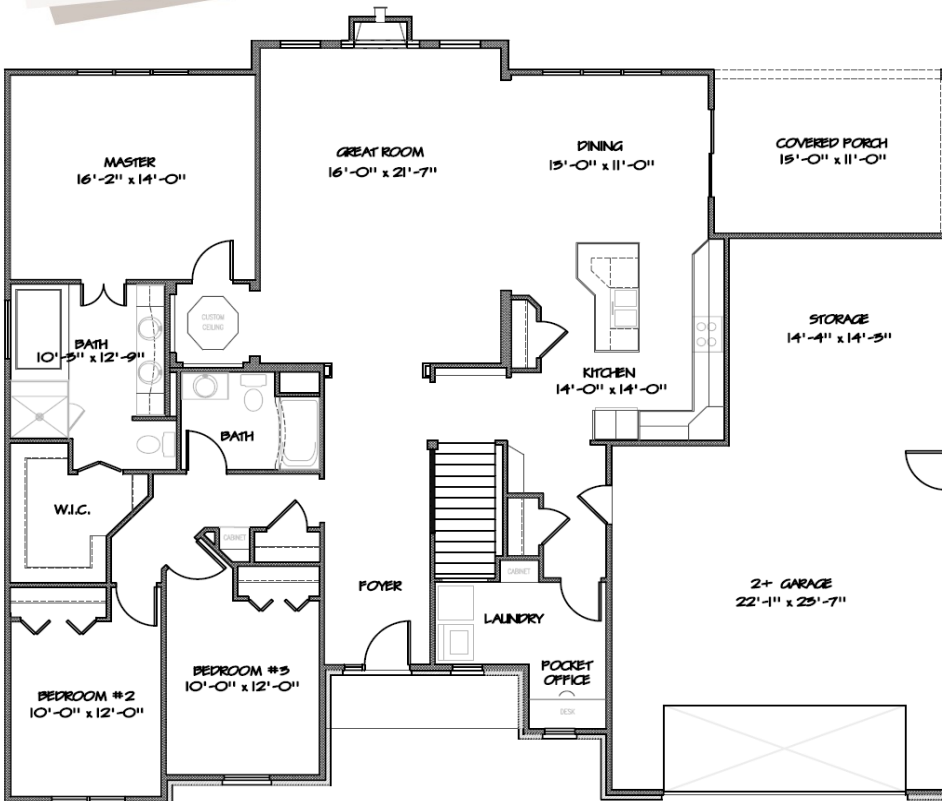 MASTER
16'-2" x 14'-0"
GREAT ROOM
16'-0" x 21'-7"
DINING
13'-0" x 11'-0"
COVERED PORCH
15'-0" x 11'-0"
CUSTOM
CEILING
BATH
10'-3" x 12'-9"
STORAGE
14'-4" x 14'-3"
KITCHEN
14'-0" x 14'-0"
BATH
W.I.C.
CABINET
CABINET
FOYER
LAUNDRY
2+ GARAGE
22'-1" x 23'-7"
POCKET
OFFICE
DESK
BEDROOM #3
10'-0" x 12'-0"
BEDROOM #2
10'-0" x 12'-0"